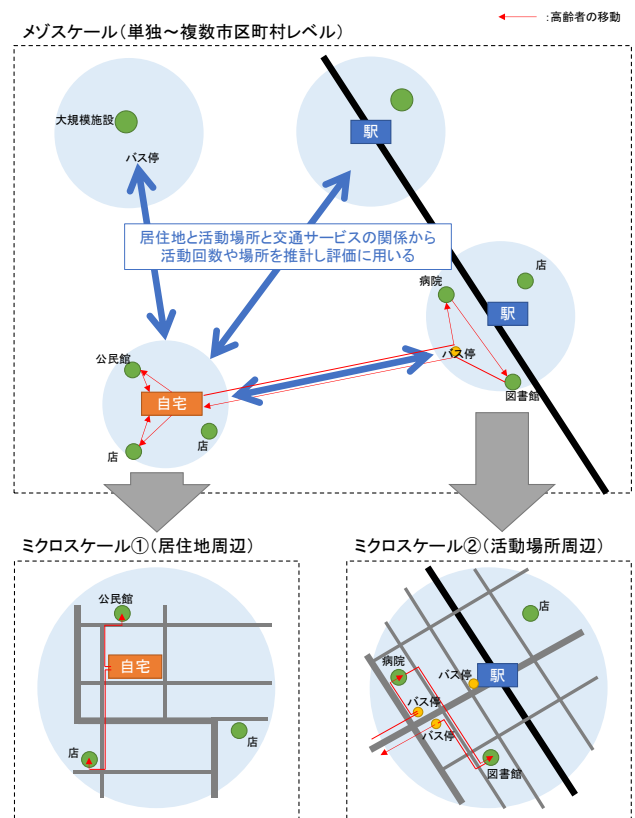 :高齢者の移動
メゾスケール(単独～複数市区町村レベル)
大規模施設
バス停
駅
居住地と活動場所と交通サービスの関係から
活動回数や場所を推計し評価に用いる
店
病院
駅
バス停
図書館
公民館
自宅
店
店
ミクロスケール①(居住地周辺)
公民館
自宅
店
店
ミクロスケール②(活動場所周辺)
店
病院
バス停
駅
バス停
バス停
図書館